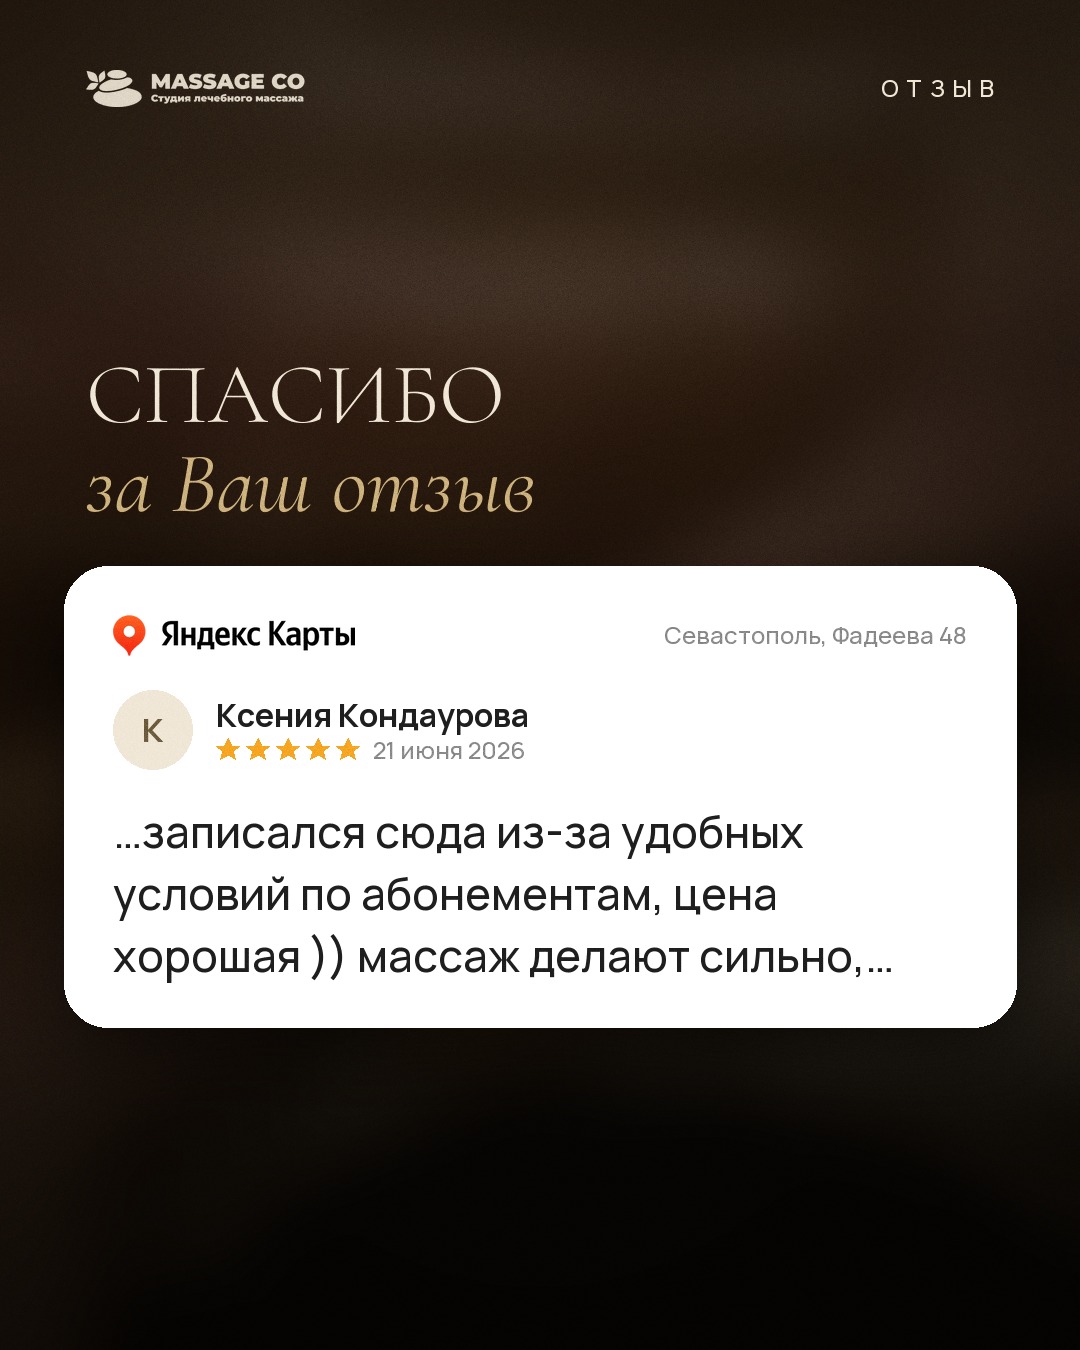 MASSAGE CO
Студия лечебного массажа
ОТЗЫВ
СПАСИБО
за Ваш отзыв
Яндекс Карты
Севастополь, Фадеева 48
К
Ксения Кондаурова
21 июня 2026
...записался сюда из-за удобных
условий по абонементам, цена
хорошая )) массаж делают сильно,...